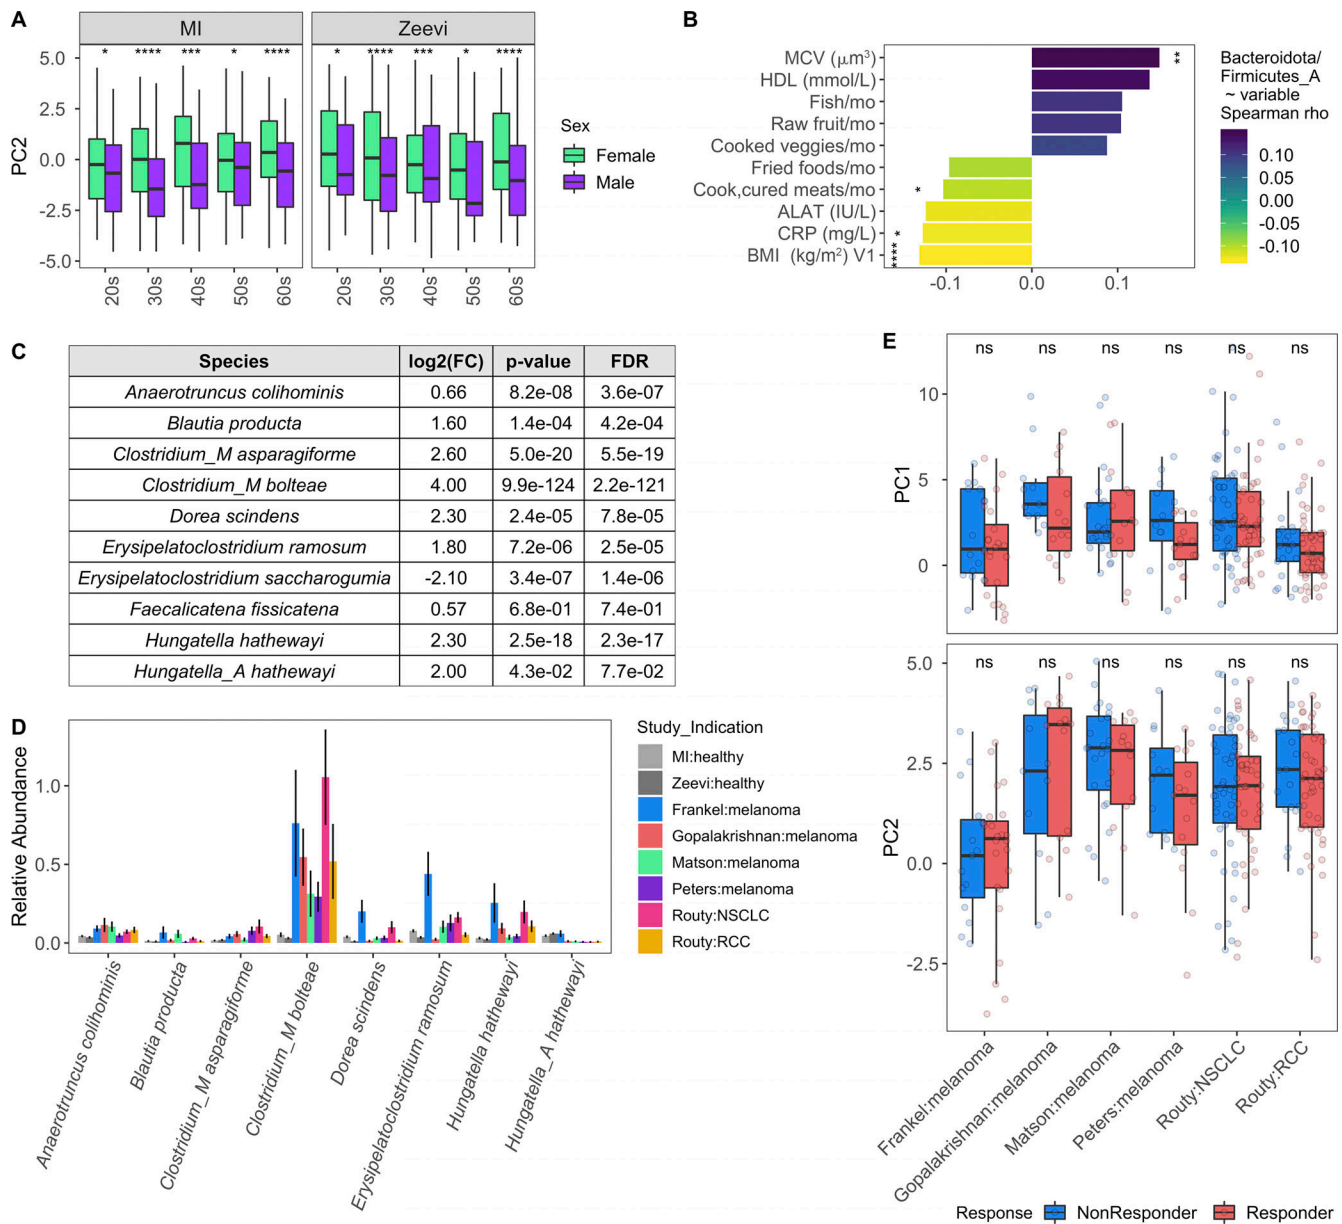 A
MI
Zeevi
* **** *** * ****
* **** *** * ****
PC2
5.0
2.5
0.0
-2.5
-5.0
20s 30s 40s 50s 60s
20s 30s 40s 50s 60s
Sex
Female
Male
B
MCV (μm³) **
HDL (mmol/L)
Fish/mo
Raw fruit/mo
Cooked veggies/mo
Fried foods/mo
Cook,cured meats/mo *
ALAT (IU/L)
CRP (mg/L) *
BMI (kg/m²) V1 ****
-0.1 0.0 0.1
Bacteroidota/
Firmicutes_A
~ variable
Spearman rho
0.10
0.05
0.00
-0.05
-0.10
C
Species log2(FC) p-value FDR
Anaerotruncus colihominis 0.66 8.2e-08 3.6e-07
Blautia producta 1.60 1.4e-04 4.2e-04
Clostridium_M asparagiforme 2.60 5.0e-20 5.5e-19
Clostridium_M bolteae 4.00 9.9e-124 2.2e-121
Dorea scindens 2.30 2.4e-05 7.8e-05
Erysipelatoclostridium ramosum 1.80 7.2e-06 2.5e-05
Erysipelatoclostridium saccharogumia -2.10 3.4e-07 1.4e-06
Faecalicatena fissicatena 0.57 6.8e-01 7.4e-01
Hungatella hathewayi 2.30 2.5e-18 2.3e-17
Hungatella_A hathewayi 2.00 4.3e-02 7.7e-02
D
Relative Abundance
1.0
0.5
0.0
Anaerotruncus colihominis
Blautia producta
Clostridium_M asparagiforme
Clostridium_M bolteae
Dorea scindens
Erysipelatoclostridium ramosum
Hungatella hathewayi
Hungatella_A hathewayi
Study_Indication
MI:healthy
Zeevi:healthy
Frankel:melanoma
Gopalakrishnan:melanoma
Matson:melanoma
Peters:melanoma
Routy:NSCLC
Routy:RCC
E
ns ns ns ns ns ns
PC1
10
5
0
ns ns ns ns ns ns
PC2
5.0
2.5
0.0
-2.5
Frankel:melanoma
Gopalakrishnan:melanoma
Matson:melanoma
Peters:melanoma
Routy:NSCLC
Routy:RCC
Response NonResponder Responder